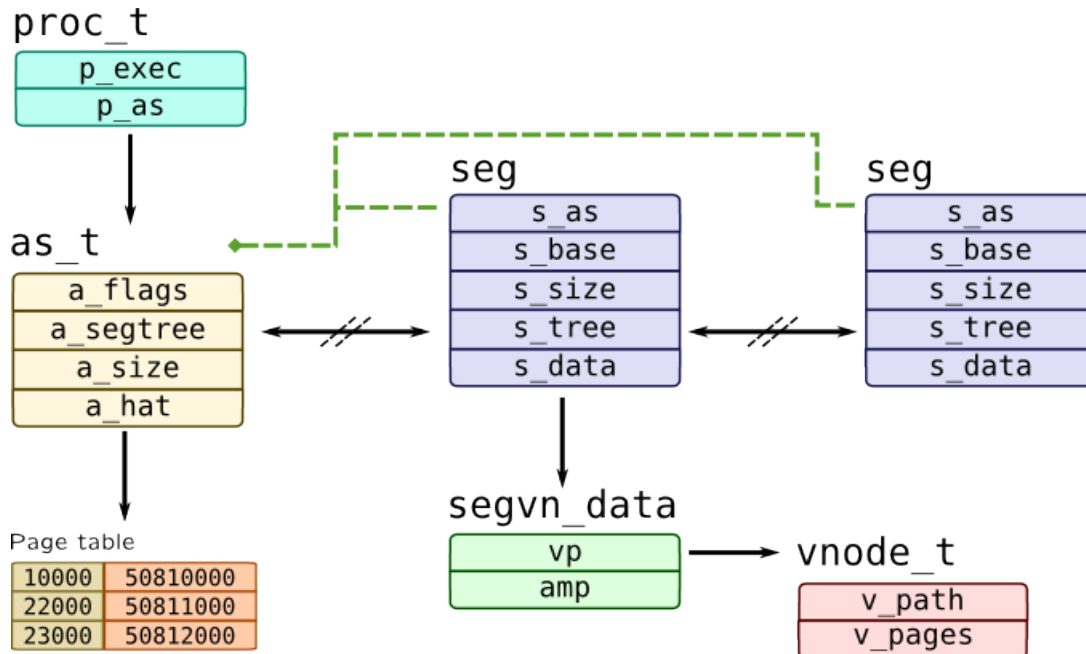 proc_t
p_exec
p_as
as_t
a_flags
a_segtree
a_size
a_hat
Page table
10000 50810000
22000 50811000
23000 50812000
seg
s_as
s_base
s_size
s_tree
s_data
segvn_data
vp
amp
seg
s_as
s_base
s_size
s_tree
s_data
vnode_t
v_path
v_pages